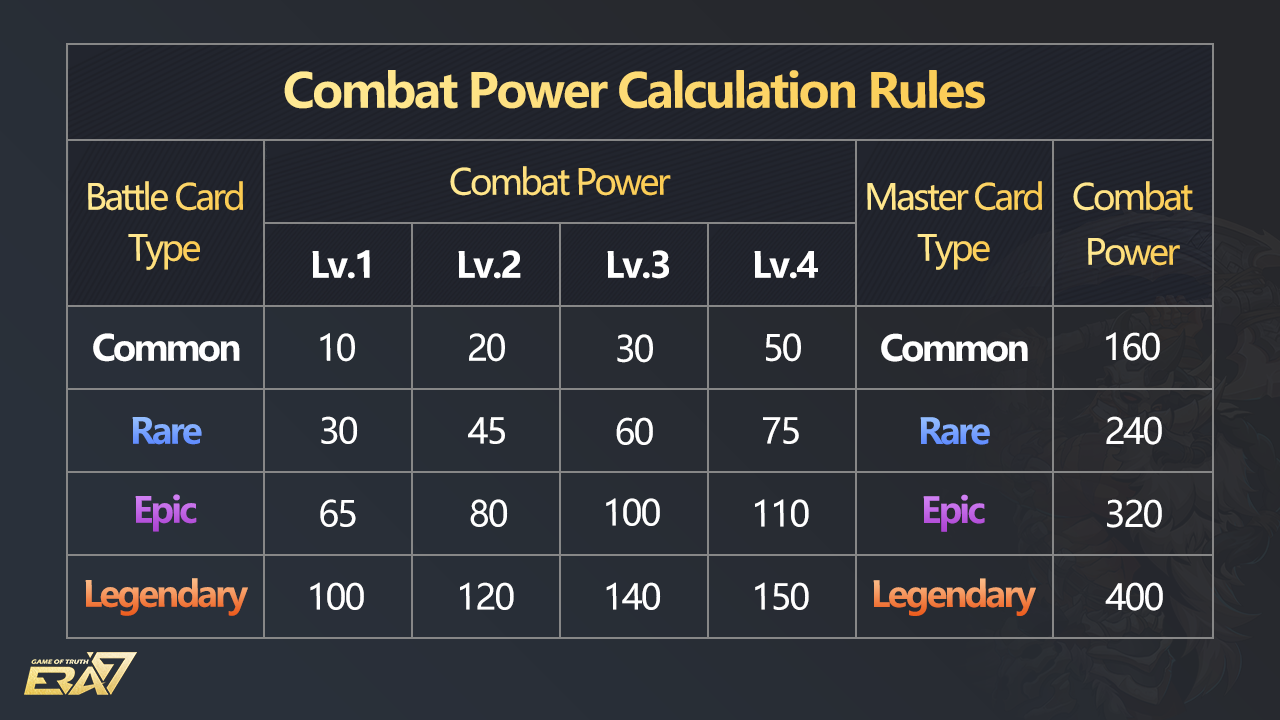 Combat Power Calculation Rules
Battle Card
Type
Combat Power
Master Card
Type
Combat
Power
Lv.1 Lv.2 Lv.3 Lv.4
Common 10 20 30 50 Common 160
Rare 30 45 60 75 Rare 240
Epic 65 80 100 110 Epic 320
Legendary 100 120 140 150 Legendary 400
GAME OF TRUTH
ERA7